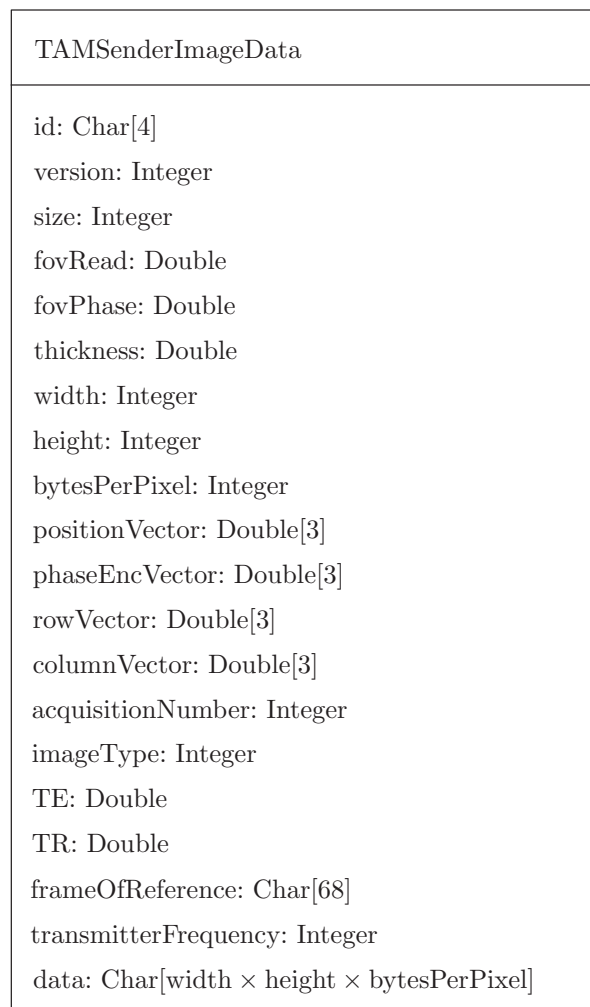 TAMSenderImageData
id: Char[4]
version: Integer
size: Integer
fovRead: Double
fovPhase: Double
thickness: Double
width: Integer
height: Integer
bytesPerPixel: Integer
positionVector: Double[3]
phaseEncVector: Double[3]
rowVector: Double[3]
columnVector: Double[3]
acquisitionNumber: Integer
imageType: Integer
TE: Double
TR: Double
frameOfReference: Char[68]
transmitterFrequency: Integer
data: Char[width × height × bytesPerPixel]